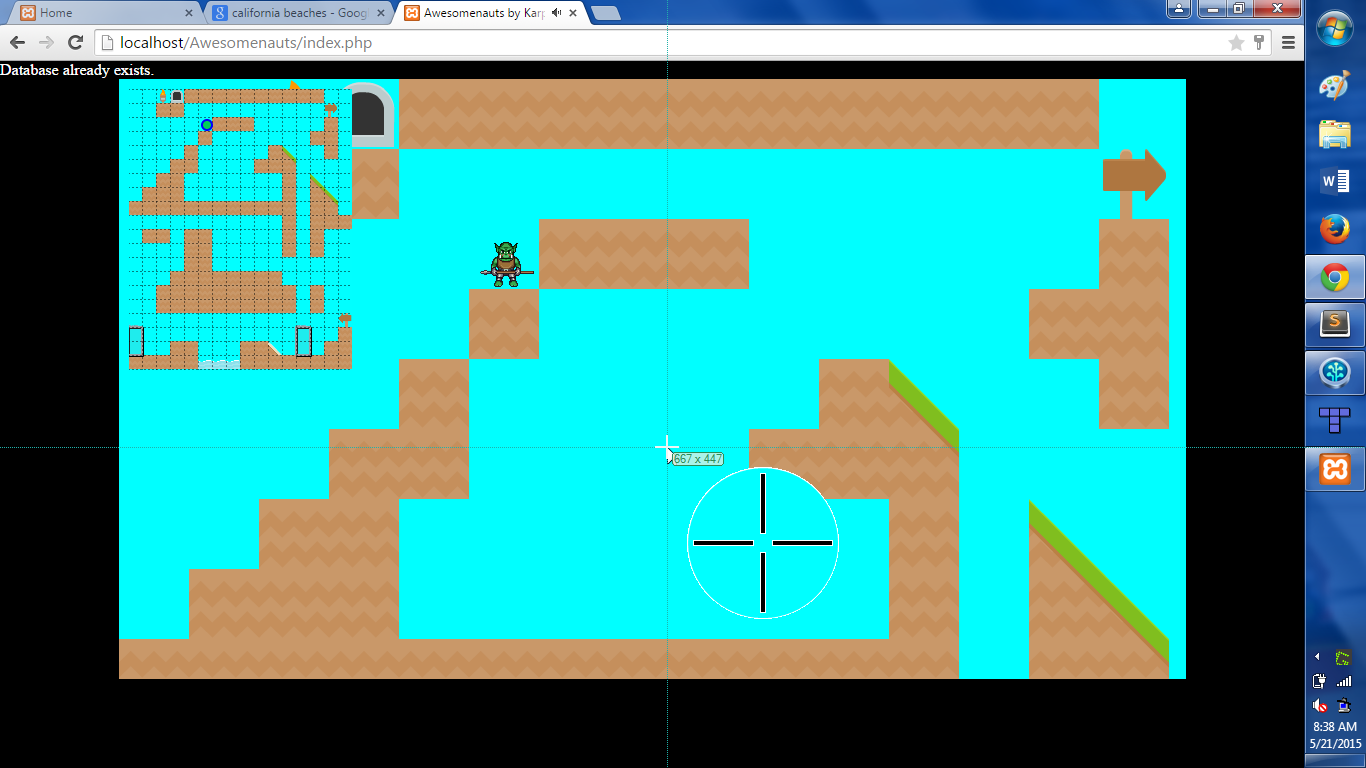 Home
california beaches - Goog
Awesomenauts by Karp
localhost/Awesomenauts/index.php
Database already exists.
667 x 447
W
S
8:38 AM
5/21/2015